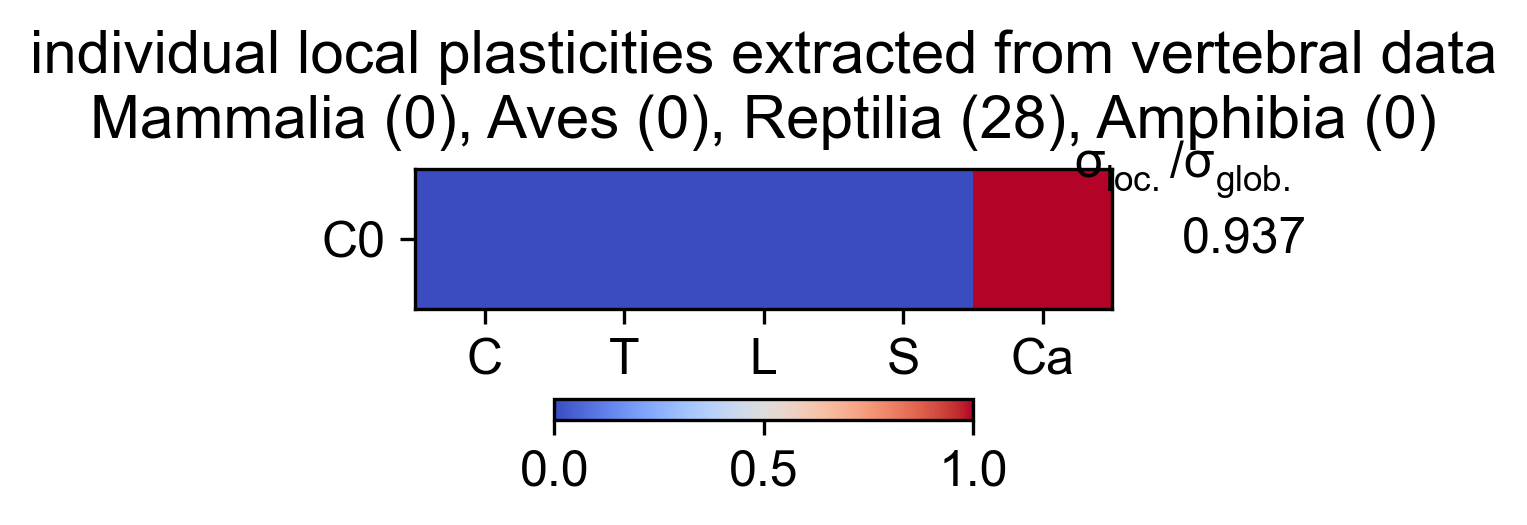 individual local plasticities extracted from vertebral data
Mammalia (0), Aves (0), Reptilia (28), Amphibia (0)
σloc. /σglob.
C0 0.937
C T L S Ca
0.0 0.5 1.0